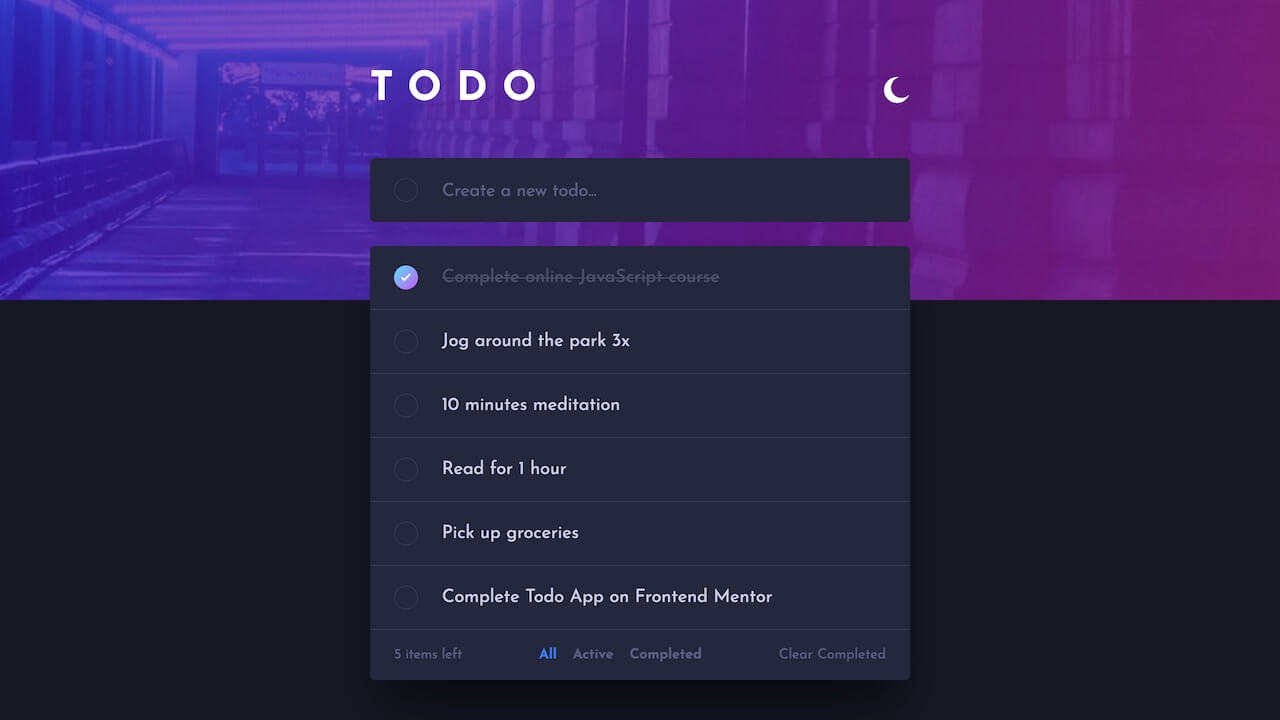 TODO
Create a new todo...
Complete online JavaScript course
Jog around the park 3x
10 minutes meditation
Read for 1 hour
Pick up groceries
Complete Todo App on Frontend Mentor
5 items left All Active Completed Clear Completed